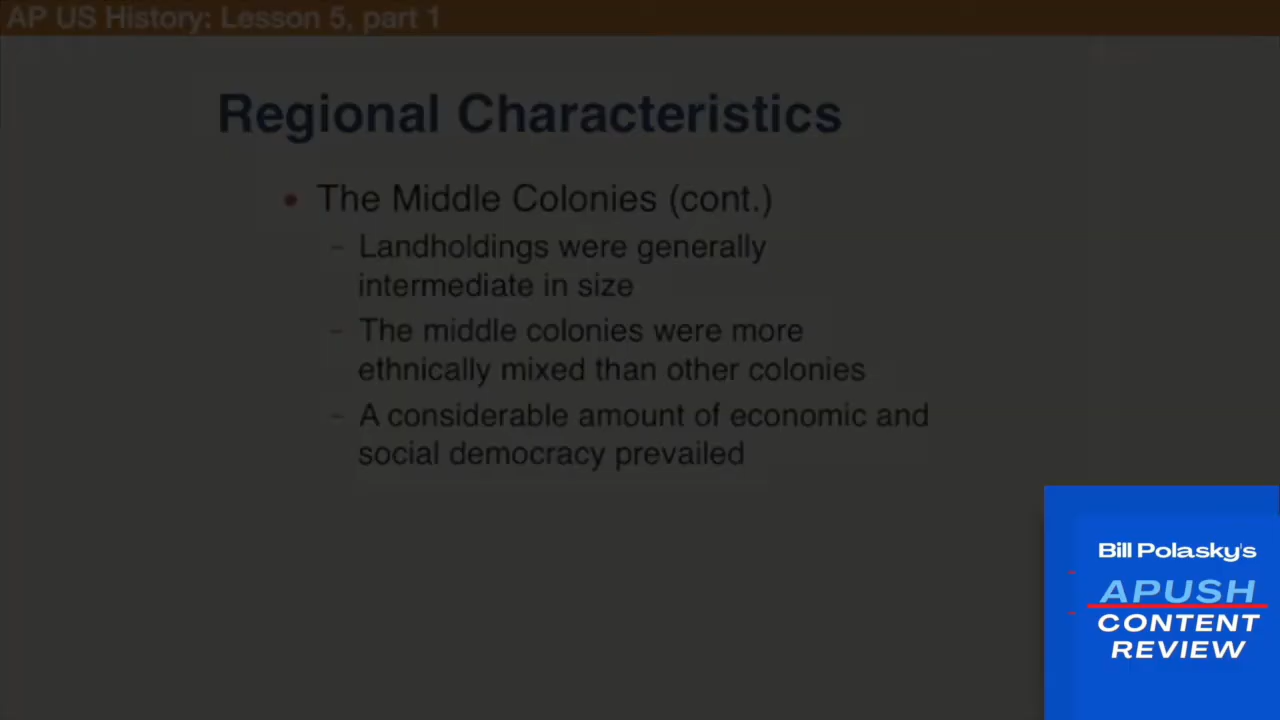 AP US History: Lesson 5, part 1
Regional Characteristics
• The Middle Colonies (cont.)
– Landholdings were generally
intermediate in size
– The middle colonies were more
ethnically mixed than other colonies
– A considerable amount of economic and
social democracy prevailed
Bill Polasky's
APUSH
CONTENT
REVIEW